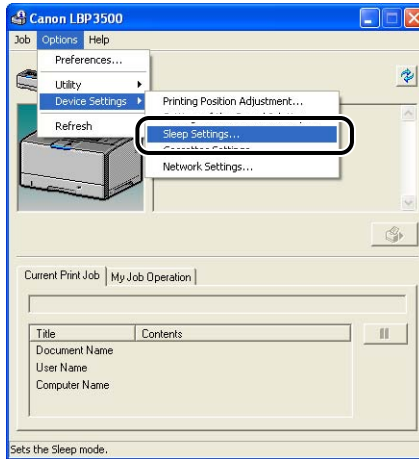 Canon LBP3500
Job Options Help
Preferences...
Utility
Device Settings
Refresh
Printing Position Adjustment...
Sleep Settings...
Network Settings...
Current Print Job My Job Operation
Title Contents
Document Name
User Name
Computer Name
Sets the Sleep mode.